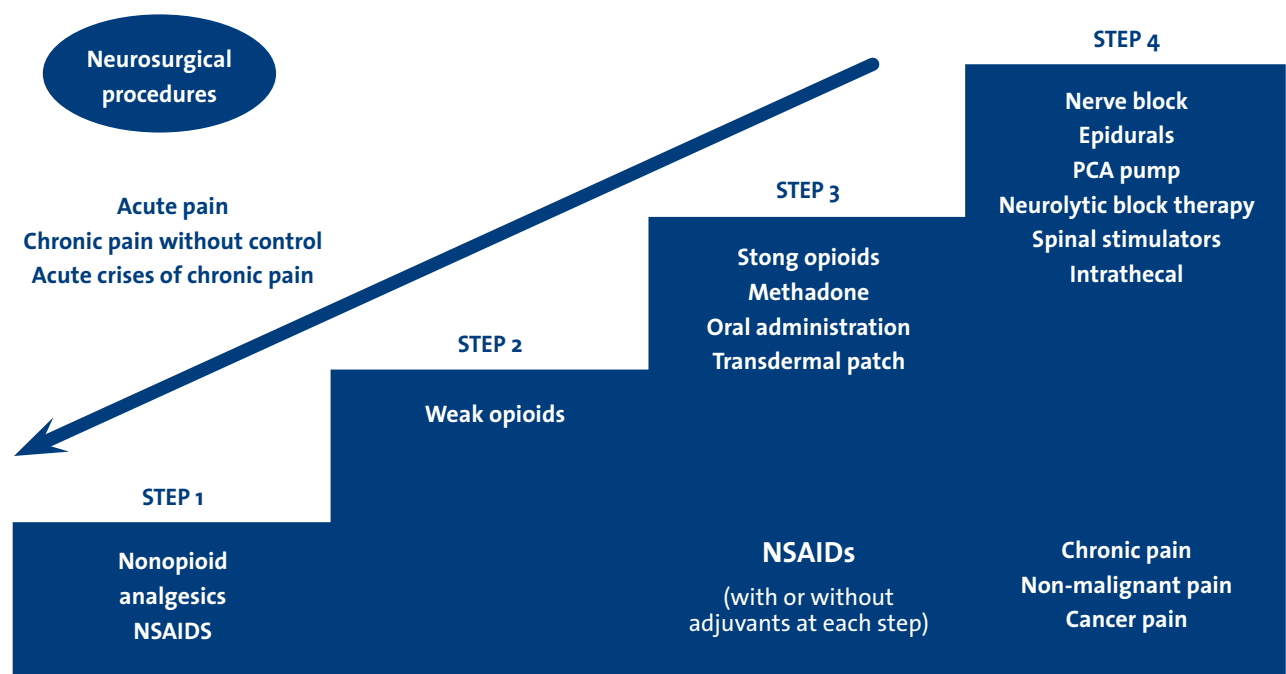 Neurosurgical
procedures
Acute pain
Chronic pain without control
Acute crises of chronic pain
STEP 1
Nonopioid
analgesics
NSAIDS
STEP 2
Weak opioids
STEP 3
Stong opioids
Methadone
Oral administration
Transdermal patch
NSAIDs
(with or without
adjuvants at each step)
STEP 4
Nerve block
Epidurals
PCA pump
Neurolytic block therapy
Spinal stimulators
Intrathecal
Chronic pain
Non-malignant pain
Cancer pain